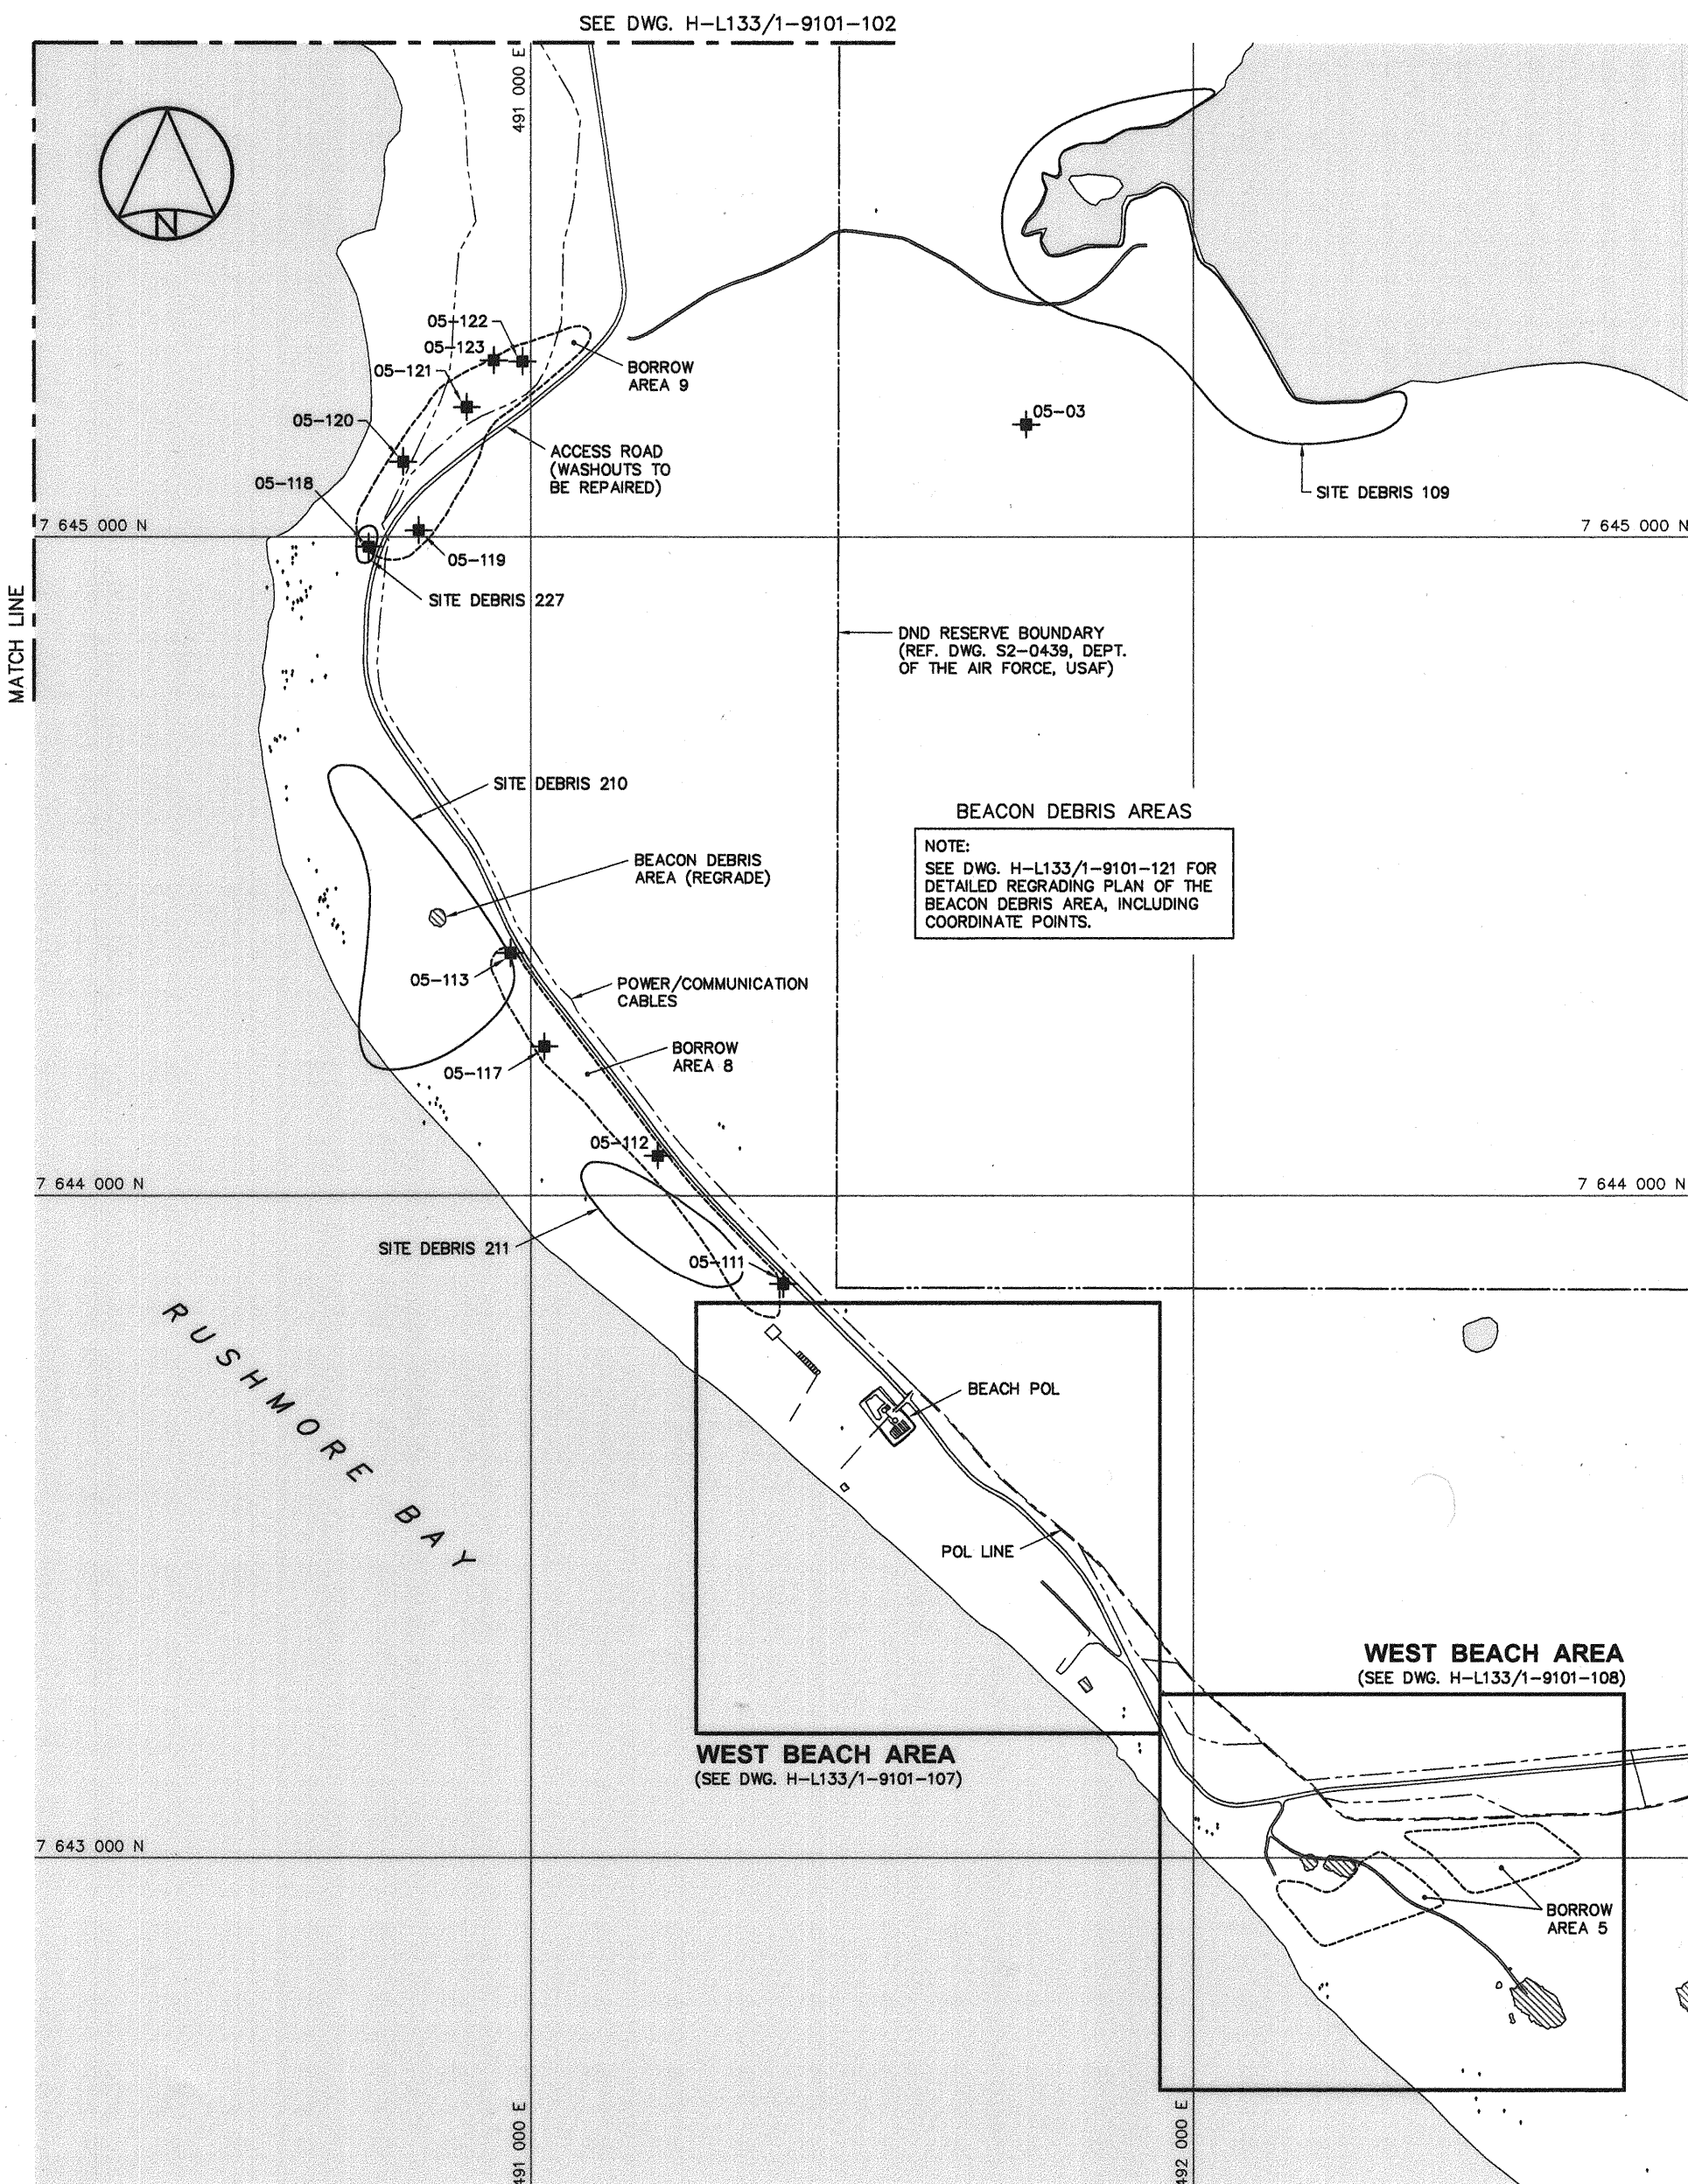 SEE DWG. H-L133/1-9101-102
491 000 E
N
MATCH LINE
05-122
05-123
05-121
05-120
05-118
BORROW
AREA 9
ACCESS ROAD
(WASHOUTS TO
BE REPAIRED)
05-03
SITE DEBRIS 109
7 645 000 N
7 645 000 N
05-119
SITE DEBRIS 227
DND RESERVE BOUNDARY
(REF. DWG. S2-0439, DEPT.
OF THE AIR FORCE, USAF)
SITE DEBRIS 210
BEACON DEBRIS
AREA (REGRADE)
BEACON DEBRIS AREAS
NOTE:
SEE DWG. H-L133/1-9101-121 FOR
DETAILED REGRADING PLAN OF THE
BEACON DEBRIS AREA, INCLUDING
COORDINATE POINTS.
05-113
POWER/COMMUNICATION
CABLES
BORROW
AREA 8
05-117
05-112
7 644 000 N
7 644 000 N
SITE DEBRIS 211
05-111
RUSHMORE BAY
BEACH POL
POL LINE
WEST BEACH AREA
(SEE DWG. H-L133/1-9101-108)
WEST BEACH AREA
(SEE DWG. H-L133/1-9101-107)
7 643 000 N
BORROW
AREA 5
491 000 E
492 000 E